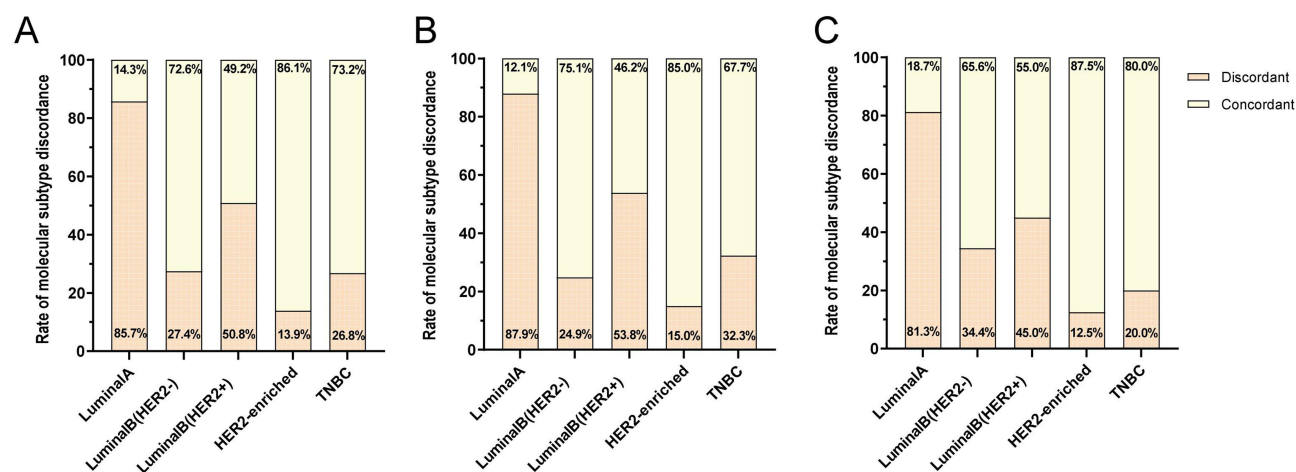 A
Rate of molecular subtype discordance
100
80
60
40
20
0
14.3%
72.6%
49.2%
86.1%
73.2%
85.7%
27.4%
50.8%
13.9%
26.8%
LuminalA
LuminalB(HER2-)
LuminalB(HER2+)
HER2-enriched
TNBC
B
Rate of molecular subtype discordance
100
80
60
40
20
0
12.1%
75.1%
46.2%
85.0%
67.7%
87.9%
24.9%
53.8%
15.0%
32.3%
LuminalA
LuminalB(HER2-)
LuminalB(HER2+)
HER2-enriched
TNBC
C
Rate of molecular subtype discordance
100
80
60
40
20
0
18.7%
65.6%
55.0%
87.5%
80.0%
81.3%
34.4%
45.0%
12.5%
20.0%
LuminalA
LuminalB(HER2-)
LuminalB(HER2+)
HER2-enriched
TNBC
Discordant
Concordant